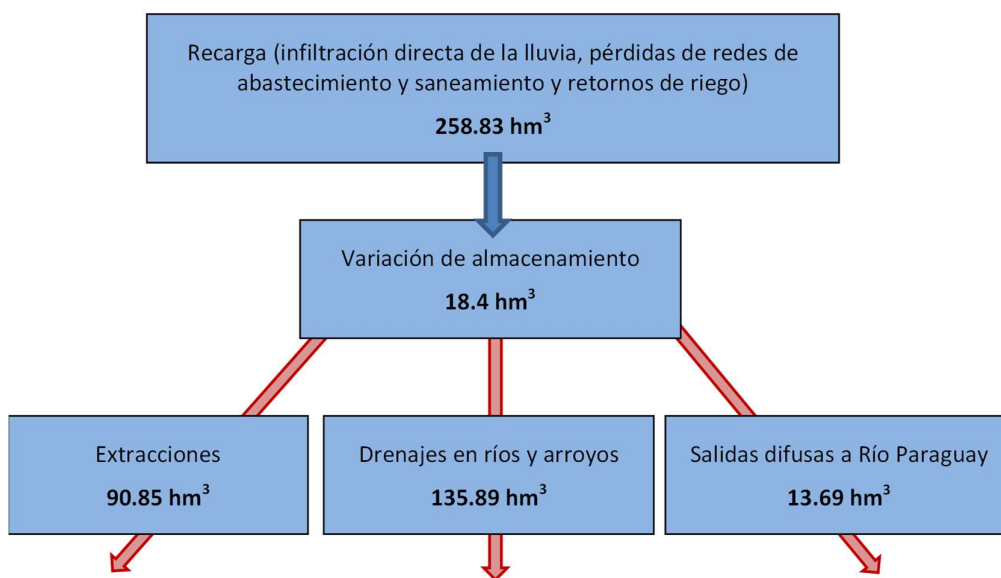 Recarga (infiltración directa de la lluvia, pérdidas de redes de
abastecimiento y saneamiento y retornos de riego)
258.83 hm³
Variación de almacenamiento
18.4 hm³
Extracciones
90.85 hm³
Drenajes en ríos y arroyos
135.89 hm³
Salidas difusas a Río Paraguay
13.69 hm³